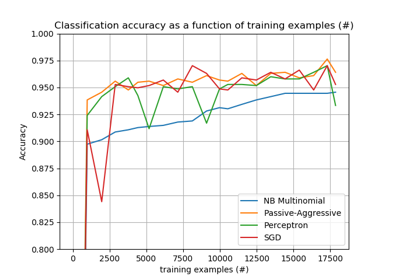 Classification accuracy as a function of training examples (#)
1.000
0.975
0.950
0.925
0.900
0.875
0.850
0.825
0.800
Accuracy
NB Multinomial
Passive-Aggressive
Perceptron
SGD
0 2500 5000 7500 10000 12500 15000 17500
training examples (#)